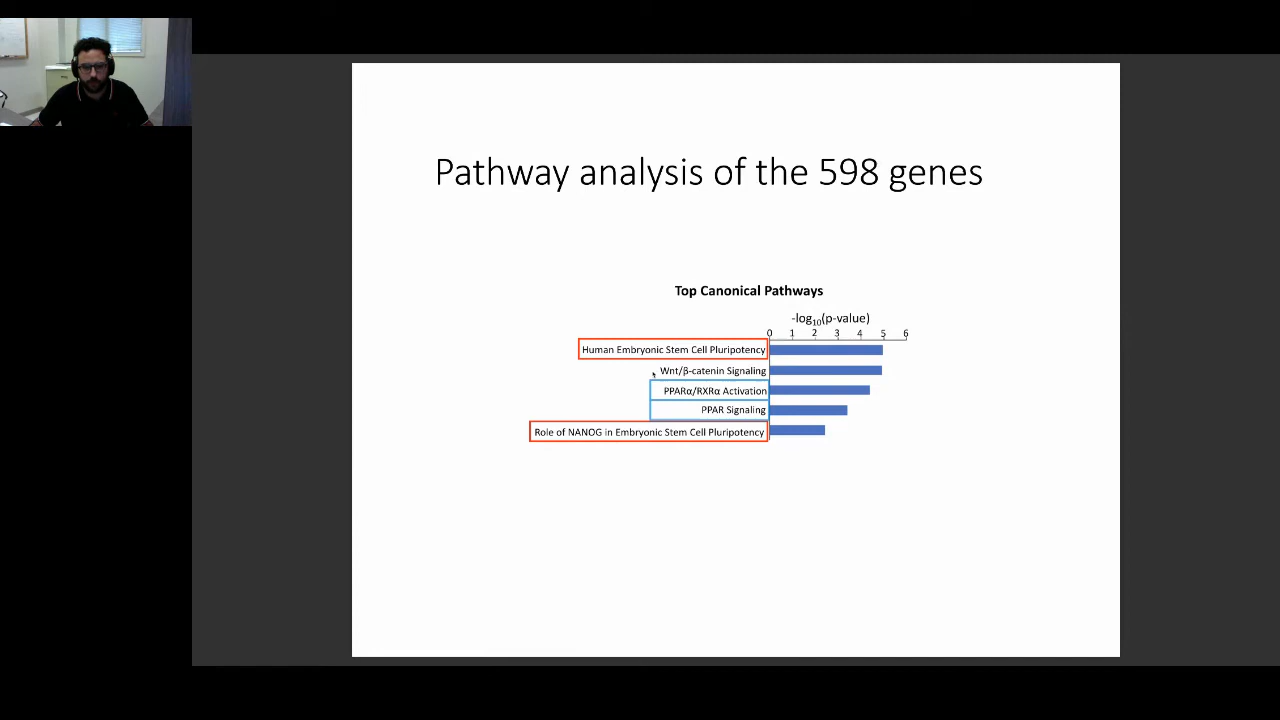 Pathway analysis of the 598 genes
Top Canonical Pathways
-log10(p-value)
0 1 2 3 4 5 6
Human Embryonic Stem Cell Pluripotency
Wnt/β-catenin Signaling
PPARα/RXRα Activation
PPAR Signaling
Role of NANOG in Embryonic Stem Cell Pluripotency